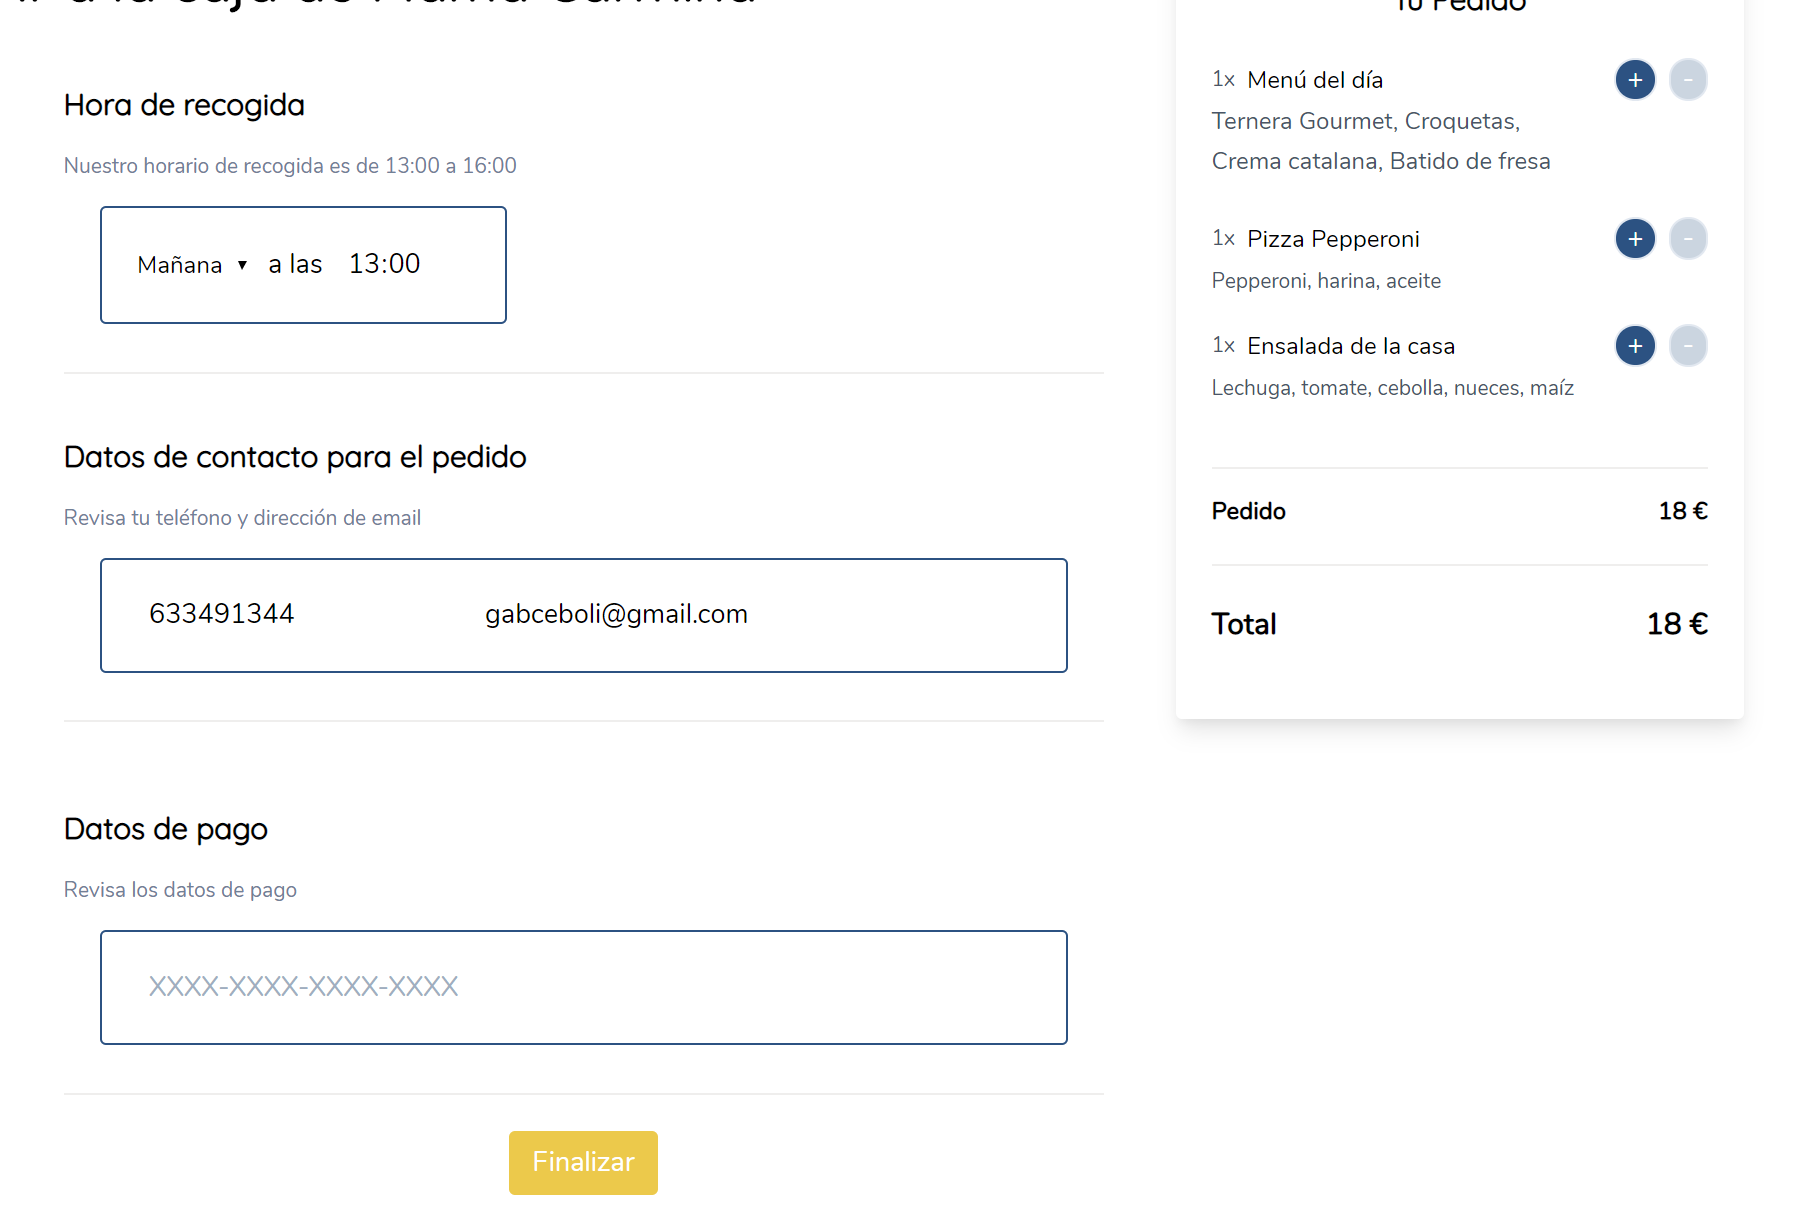 Hora de recogida
Nuestro horario de recogida es de 13:00 a 16:00
Mañana ▾ a las 13:00
Datos de contacto para el pedido
Revisa tu teléfono y dirección de email
633491344 gabceboli@gmail.com
Datos de pago
Revisa los datos de pago
XXXX-XXXX-XXXX-XXXX
Finalizar
Tu Pedido
1x Menú del día + -
Ternera Gourmet, Croquetas,
Crema catalana, Batido de fresa
1x Pizza Pepperoni + -
Pepperoni, harina, aceite
1x Ensalada de la casa + -
Lechuga, tomate, cebolla, nueces, maíz
Pedido 18 €
Total 18 €